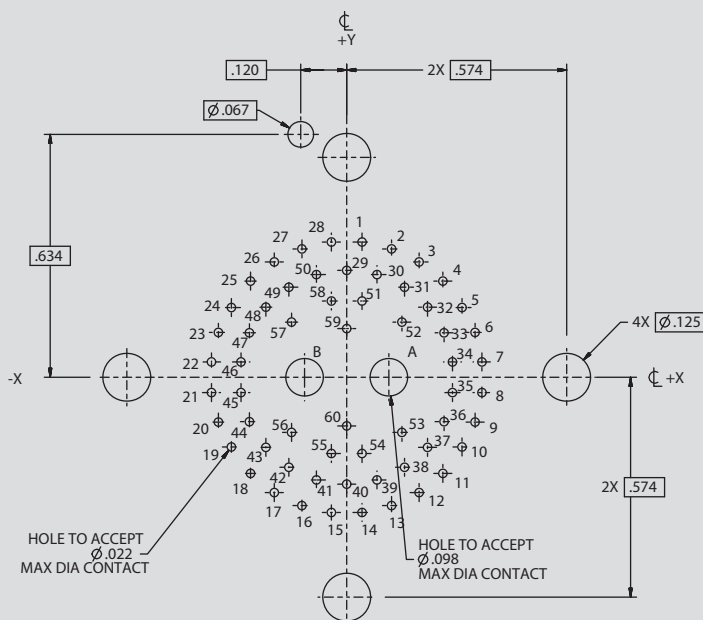 ℄
+Y
.120
2X .574
Ø.067
.634
28 1
27 2
26 3
29
50 30
25 4
49 31
58 51
24 5
48 32
59
57 52
23 6
47 33
22 46 34 7
B A
4X Ø.125
-X
℄ +X
21 45 35 8
20 44 36 9
56 60 53
19 43 37 10
55 54
18 42 38 11
41 40 39
17 12
16 13
15 14
2X .574
HOLE TO ACCEPT
Ø.022
MAX DIA CONTACT
HOLE TO ACCEPT
Ø.098
MAX DIA CONTACT